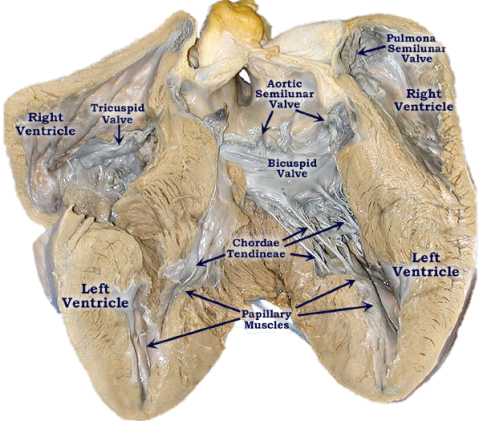 Pulmona
Semilunar
Valve
Aortic
Semilunar
Valve
Right
Ventricle
Tricuspid
Valve
Right
Ventricle
Bicuspid
Valve
Chordae
Tendineae
Left
Ventricle
Left
Ventricle
Papillary
Muscles